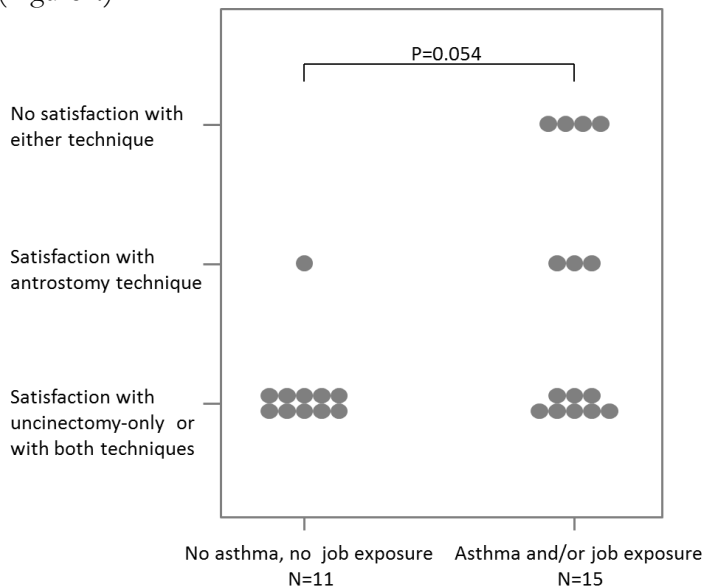 P=0.054
No satisfaction with
either technique
Satisfaction with
antrostomy technique
Satisfaction with
uncinectomy-only or
with both techniques
No asthma, no job exposure
N=11
Asthma and/or job exposure
N=15